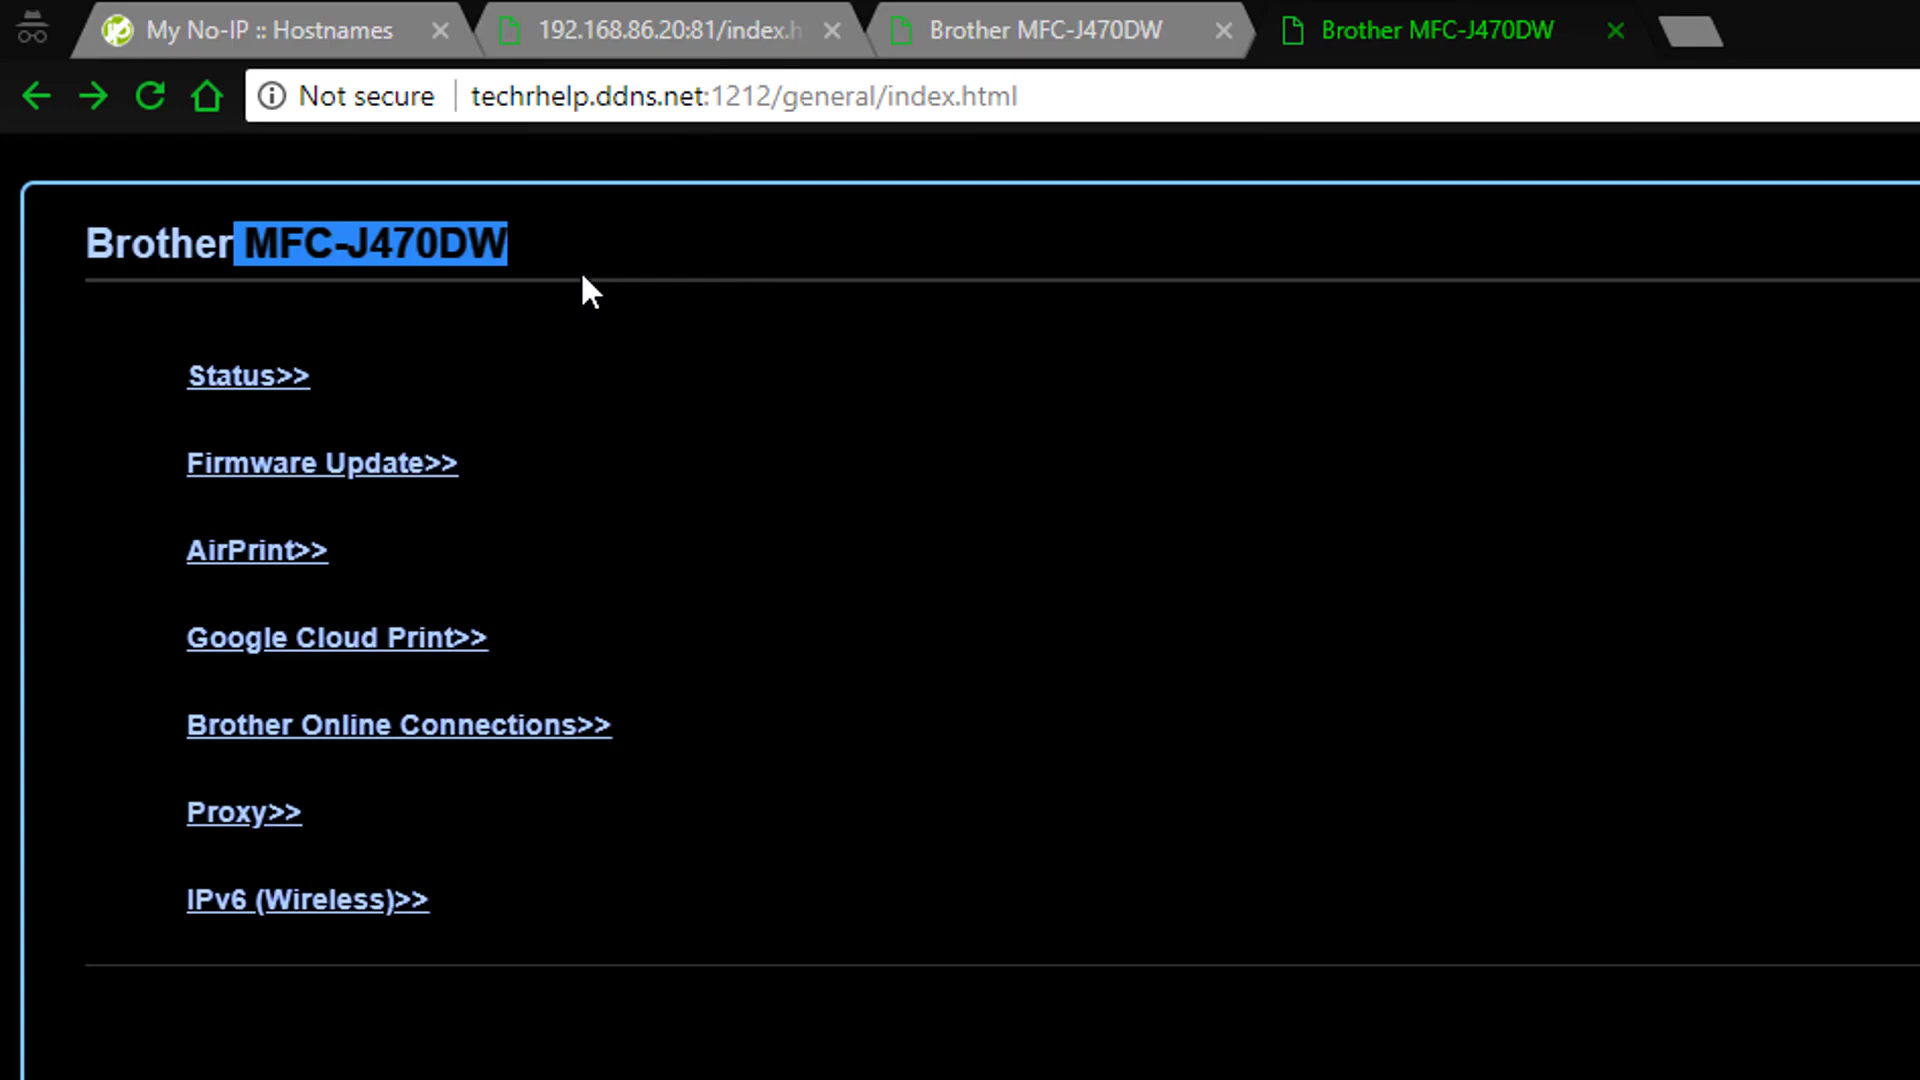 My No-IP :: Hostnames
192.168.86.20:81/index.h
Brother MFC-J470DW
Brother MFC-J470DW
Not secure
techrhelp.ddns.net:1212/general/index.html
Brother MFC-J470DW
Status>>
Firmware Update>>
AirPrint>>
Google Cloud Print>>
Brother Online Connections>>
Proxy>>
IPv6 (Wireless)>>